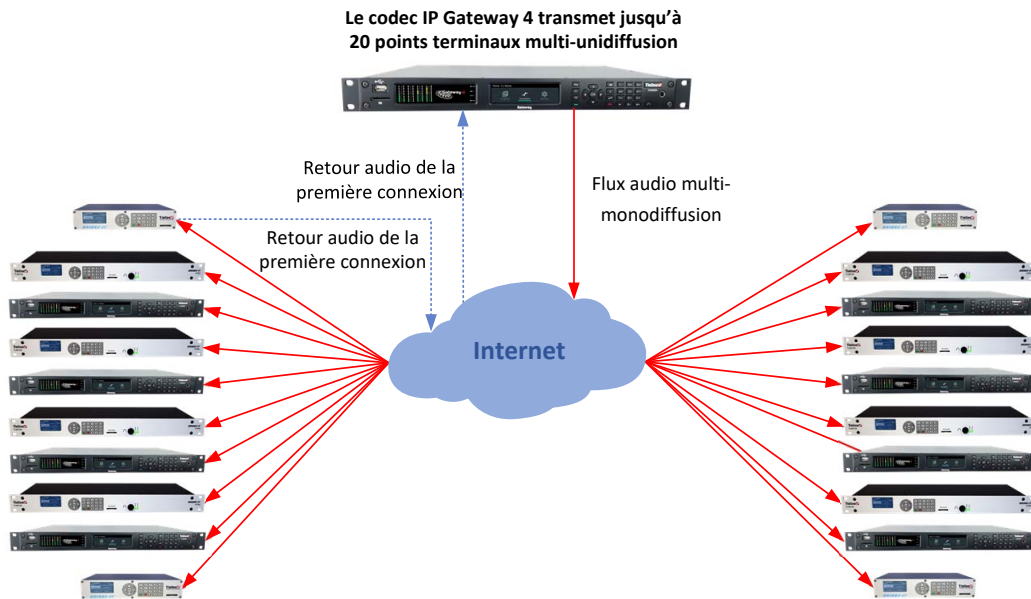 Le codec IP Gateway 4 transmet jusqu'à
20 points terminaux multi-unidiffusion
Retour audio de la
première connexion
Flux audio multi-
monodiffusion
Retour audio de la
première connexion
Internet